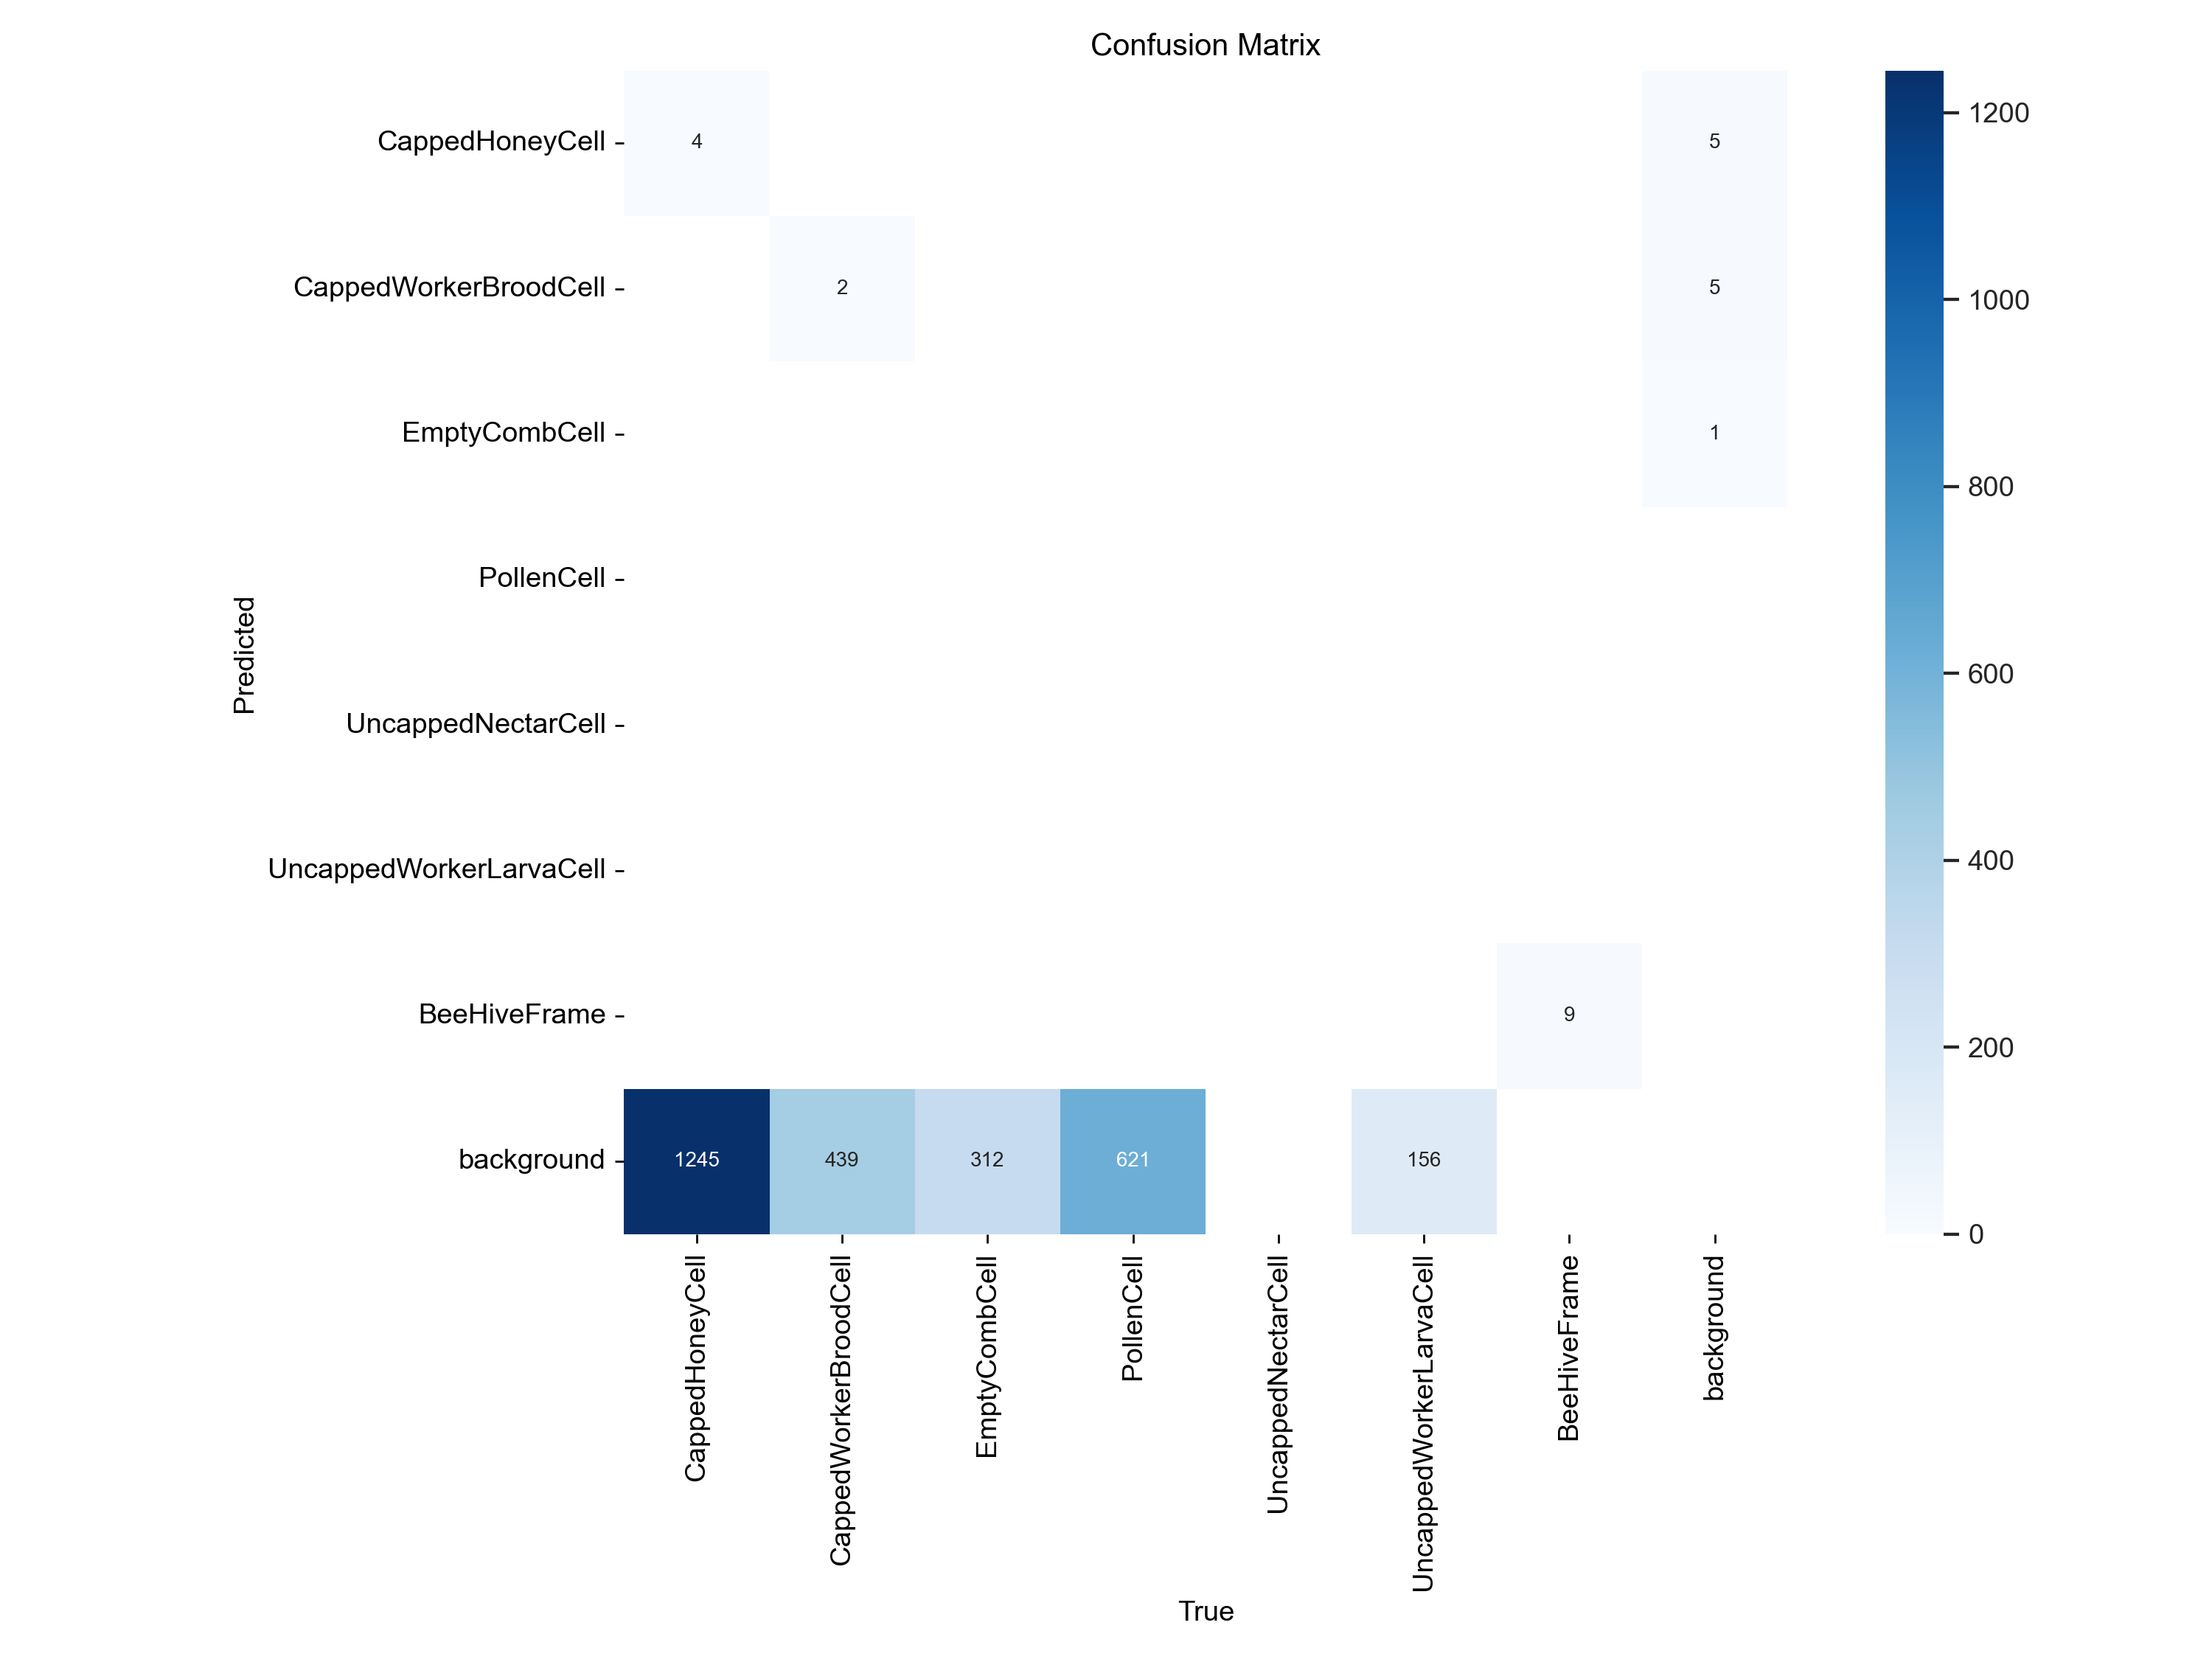 Confusion Matrix
CappedHoneyCell
4
5
1200
CappedWorkerBroodCell
2
5
1000
EmptyCombCell
1
800
PollenCell
Predicted
600
UncappedNectarCell
UncappedWorkerLarvaCell
400
BeeHiveFrame
9
200
background
1245
439
312
621
156
0
CappedHoneyCell
CappedWorkerBroodCell
EmptyCombCell
PollenCell
UncappedNectarCell
UncappedWorkerLarvaCell
BeeHiveFrame
background
True